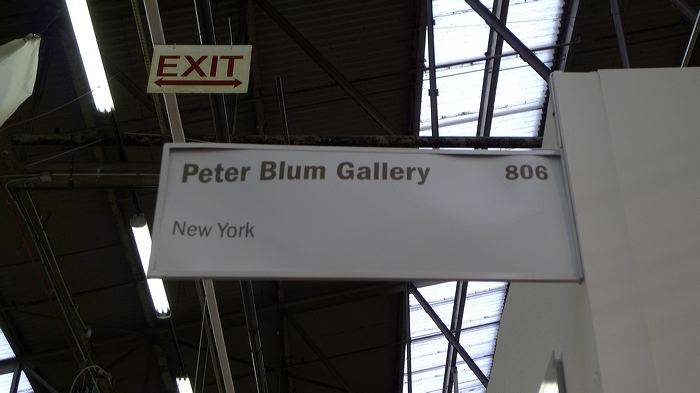 EXIT
Peter Blum Gallery 806
New York